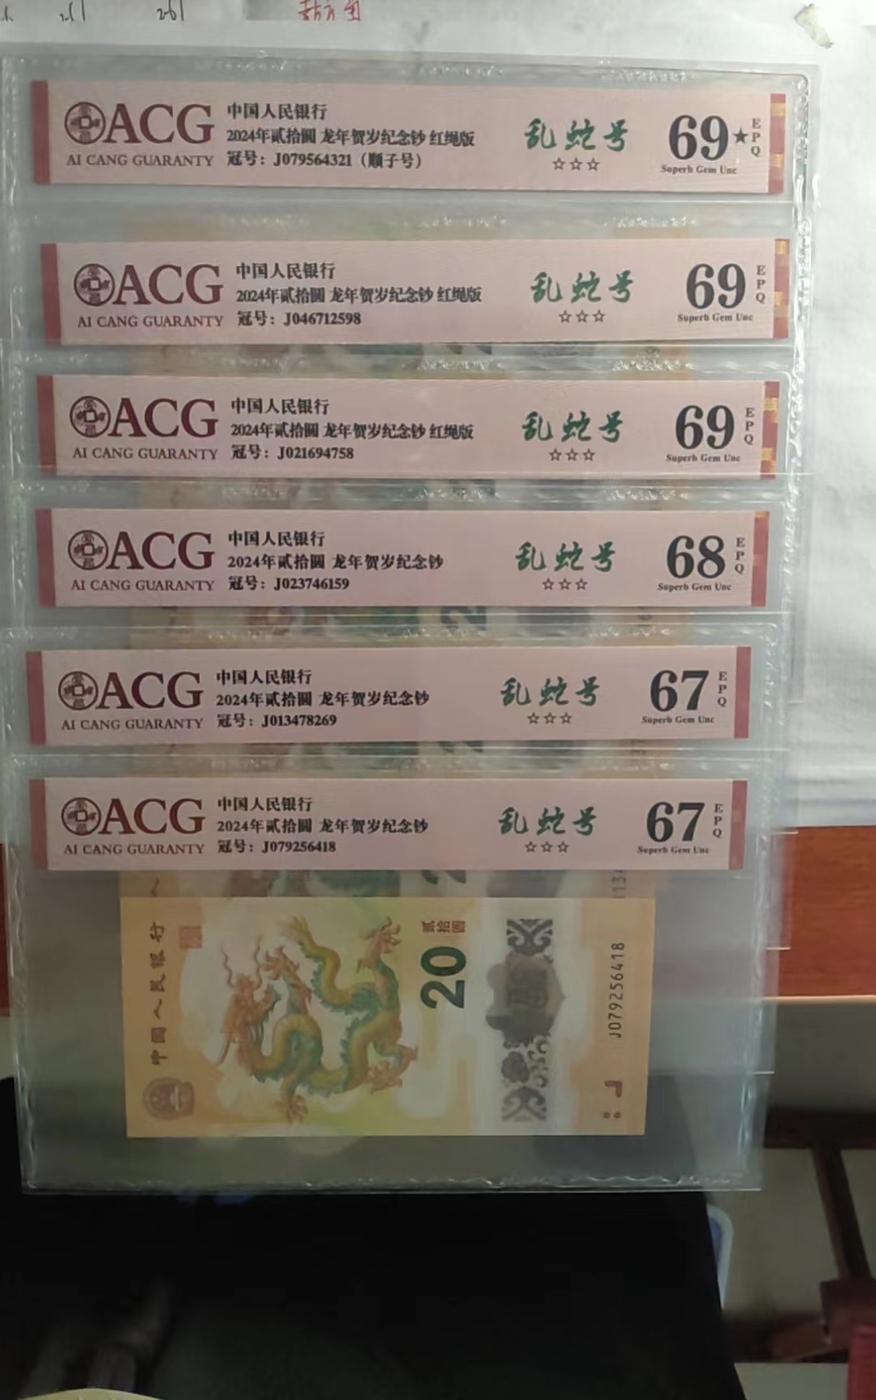 261
ACG
AI CANG GUARANTY
中国人民银行
2024年贰拾圆 龙年贺岁纪念钞 红绳版
冠号：J079564321（顺子号）
乱蛇号
☆☆☆
69★
EPQ
Superb Gem Unc
ACG
AI CANG GUARANTY
中国人民银行
2024年贰拾圆 龙年贺岁纪念钞 红绳版
冠号：J046712598
乱蛇号
☆☆☆
69
EPQ
Superb Gem Unc
ACG
AI CANG GUARANTY
中国人民银行
2024年贰拾圆 龙年贺岁纪念钞 红绳版
冠号：J021694758
乱蛇号
☆☆☆
69
EPQ
Superb Gem Unc
ACG
AI CANG GUARANTY
中国人民银行
2024年贰拾圆 龙年贺岁纪念钞
冠号：J023746159
乱蛇号
☆☆☆
68
EPQ
Superb Gem Unc
ACG
AI CANG GUARANTY
中国人民银行
2024年贰拾圆 龙年贺岁纪念钞
冠号：J013478269
乱蛇号
☆☆☆
67
EPQ
Superb Gem Unc
ACG
AI CANG GUARANTY
中国人民银行
2024年贰拾圆 龙年贺岁纪念钞
冠号：J079256418
乱蛇号
☆☆☆
67
EPQ
Superb Gem Unc
中国人民银行
贰拾圆
20
J079256418